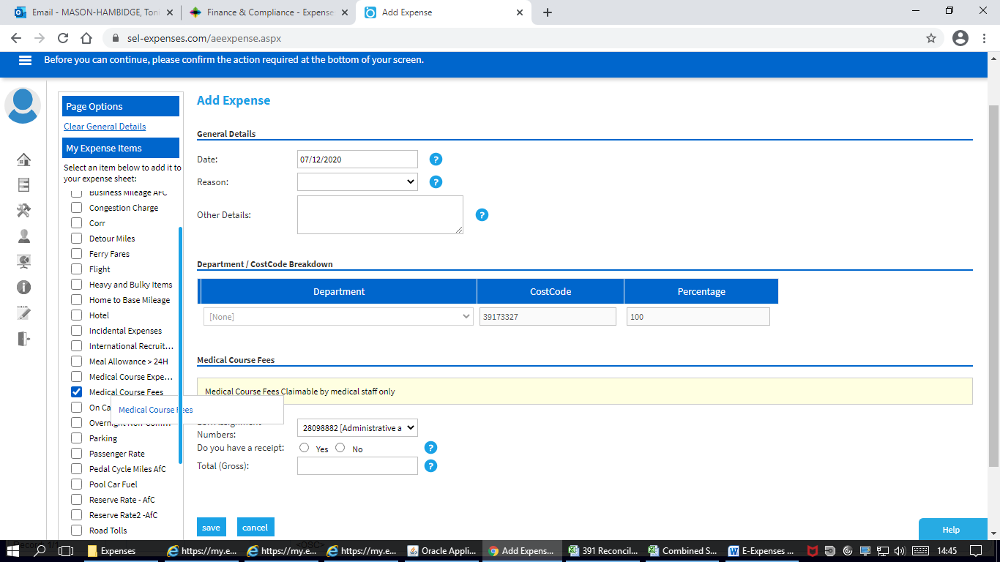 Email - MASON-HAMBIDGE, Ton
Finance & Compliance - Expense
Add Expense
sel-expenses.com/aeexpense.aspx
Before you can continue, please confirm the action required at the bottom of your screen.
Page Options
Clear General Details
My Expense Items
Select an item below to add it to
your expense sheet:
Business Mileage AFC
Congestion Charge
Corr
Detour Miles
Ferry Fares
Flight
Heavy and Bulky Items
Home to Base Mileage
Hotel
Incidental Expenses
International Recruit...
Meal Allowance > 24H
Medical Course Expe...
Medical Course Fees
On Ca
Medical Course Fees
Parking
Passenger Rate
Pedal Cycle Miles AfC
Pool Car Fuel
Reserve Rate - AfC
Reserve Rate2 -AfC
Road Tolls
Add Expense
General Details
Date: 07/12/2020 ?
Reason: ?
Other Details: ?
Department / CostCode Breakdown
Department CostCode Percentage
[None] 39173327 100
Medical Course Fees
Medical Course Fees Claimable by medical staff only
Numbers: 28098882 [Administrative a
Do you have a receipt: Yes No ?
Total (Gross): ?
save cancel
Help
Expenses
https://my.e...
https://my.e...
https://my.e...
Oracle Appli...
Add Expens...
391 Reconcil...
Combined S...
E-Expenses ...
14:45